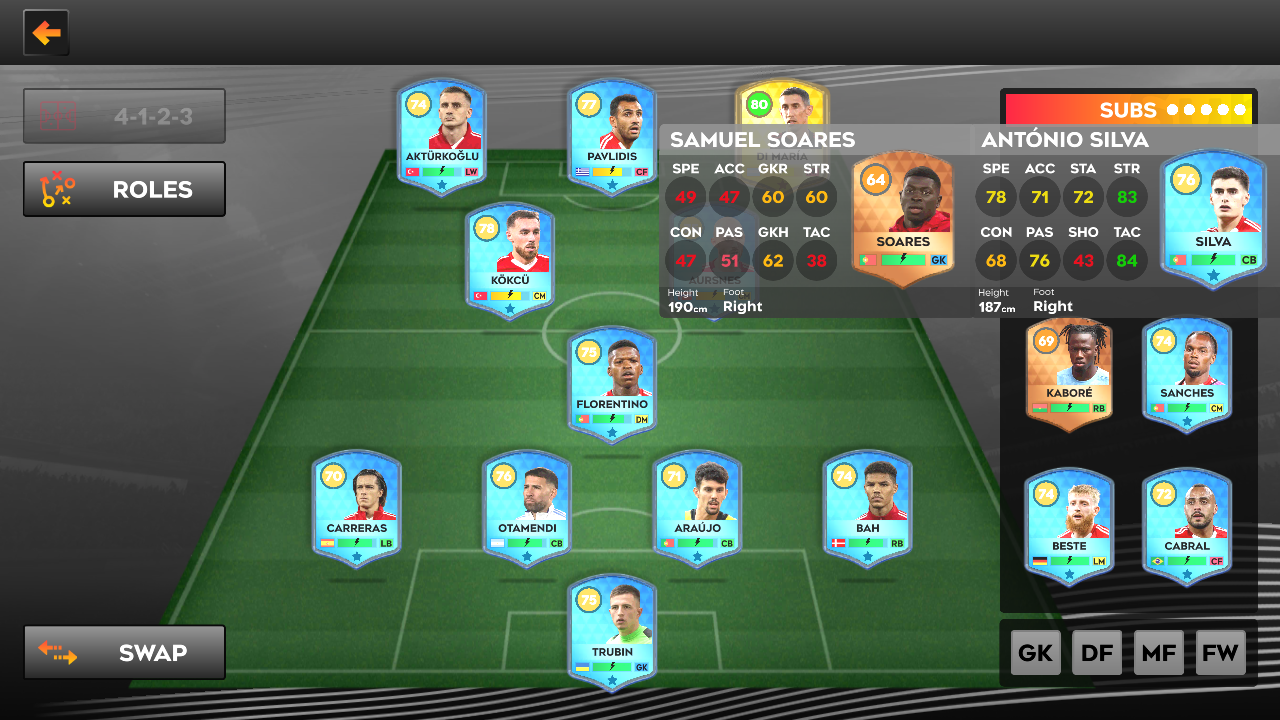 4-1-2-3
ROLES
74
AKTÜRKOĞLU
LW
77
PAVLIDIS
CF
80
DI MARÍA
78
KÖKCÜ
CM
AURSNES
75
FLORENTINO
DM
70
CARRERAS
LB
76
OTAMENDI
CB
71
ARAÚJO
CB
74
BAH
RB
75
TRUBIN
GK
SUBS
SAMUEL SOARES
SPE ACC GKR STR
49 47 60 60
CON PAS GKH TAC
47 51 62 38
Height Foot
190cm Right
64
SOARES
GK
ANTÓNIO SILVA
SPE ACC STA STR
78 71 72 83
CON PAS SHO TAC
68 76 43 84
Height Foot
187cm Right
76
SILVA
CB
69
KABORÉ
RB
74
SANCHES
CM
74
BESTE
LM
72
CABRAL
CF
SWAP
GK DF MF FW